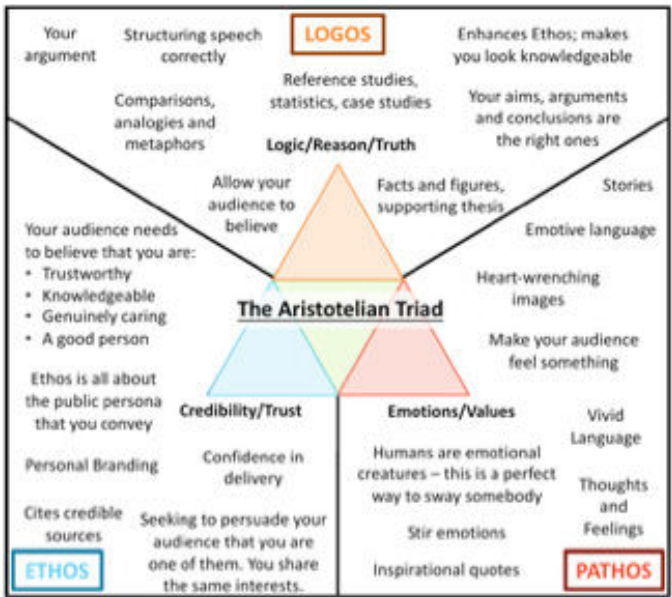 Your
argument
Structuring speech
correctly
LOGOS
Enhances Ethos; makes
you look knowledgeable
Comparisons,
analogies and
metaphors
Reference studies,
statistics, case studies
Your aims, arguments
and conclusions are
the right ones
Logic/Reason/Truth
Allow your
audience to
believe
Facts and figures,
supporting thesis
Stories
Emotive language
Heart-wrenching
images
Make your audience
feel something
Your audience needs
to believe that you are:
• Trustworthy
• Knowledgeable
• Genuinely caring
• A good person
The Aristotelian Triad
Ethos is all about
the public persona
that you convey
Credibility/Trust
Personal Branding
Confidence in
delivery
Cites credible
sources
Seeking to persuade your
audience that you are
one of them. You share
the same interests.
ETHOS
Emotions/Values
Vivid
Language
Humans are emotional
creatures – this is a perfect
way to sway somebody
Thoughts
and
Feelings
Stir emotions
Inspirational quotes
PATHOS